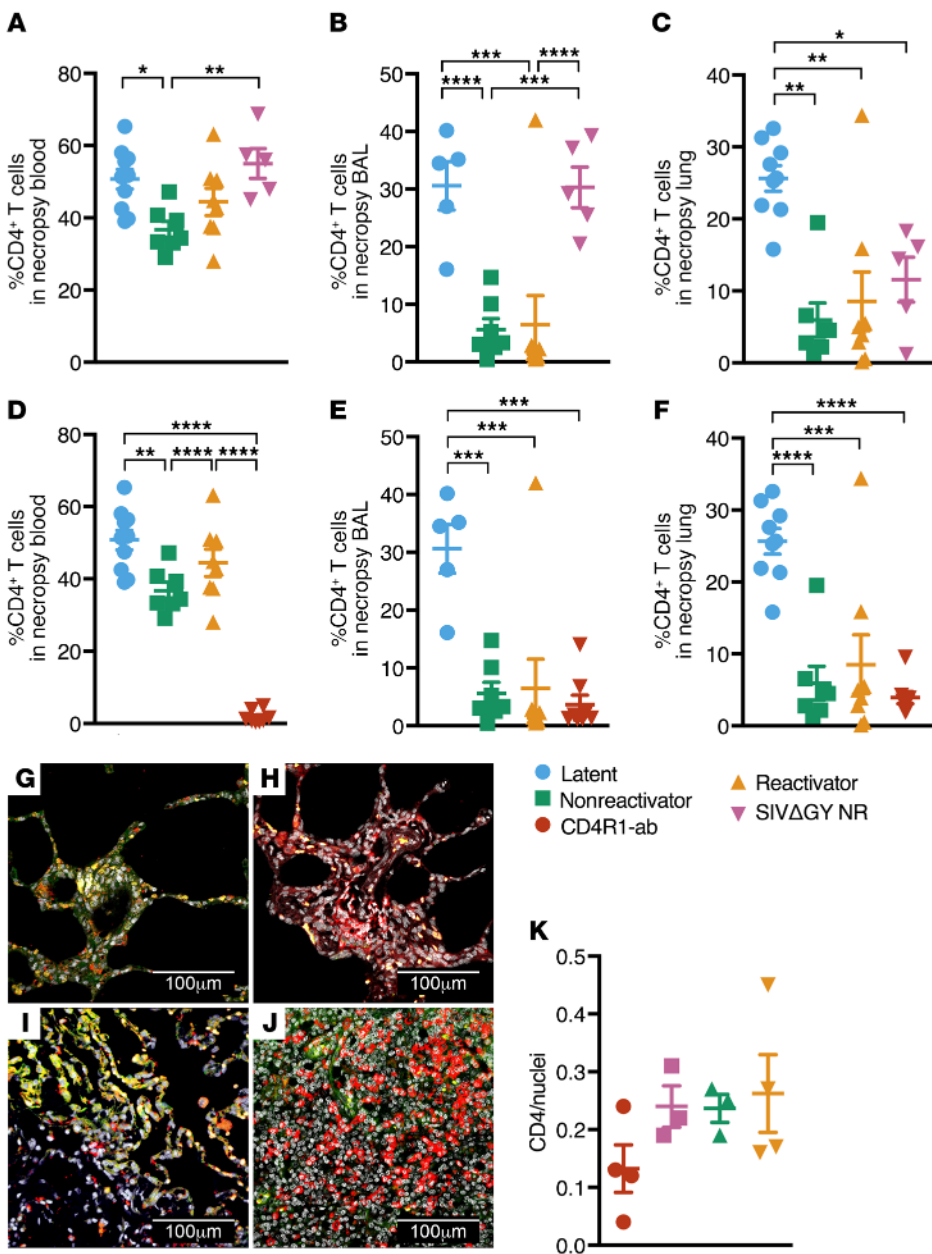 A
80
60
40
20
0
%CD4+ T cells
in necropsy blood
*
**
B
50
40
30
20
10
0
%CD4+ T cells
in necropsy BAL
***
****
****
***
C
40
30
20
10
0
%CD4+ T cells
in necropsy lung
*
**
**
D
80
60
40
20
0
%CD4+ T cells
in necropsy blood
****
**
****
****
E
50
40
30
20
10
0
%CD4+ T cells
in necropsy BAL
***
***
***
F
40
30
20
10
0
%CD4+ T cells
in necropsy lung
****
***
****
G
100μm
H
100μm
Latent
Nonreactivator
CD4R1-ab
Reactivator
SIVΔGY NR
I
100μm
J
100μm
K
0.5
0.4
0.3
0.2
0.1
0.0
CD4/nuclei